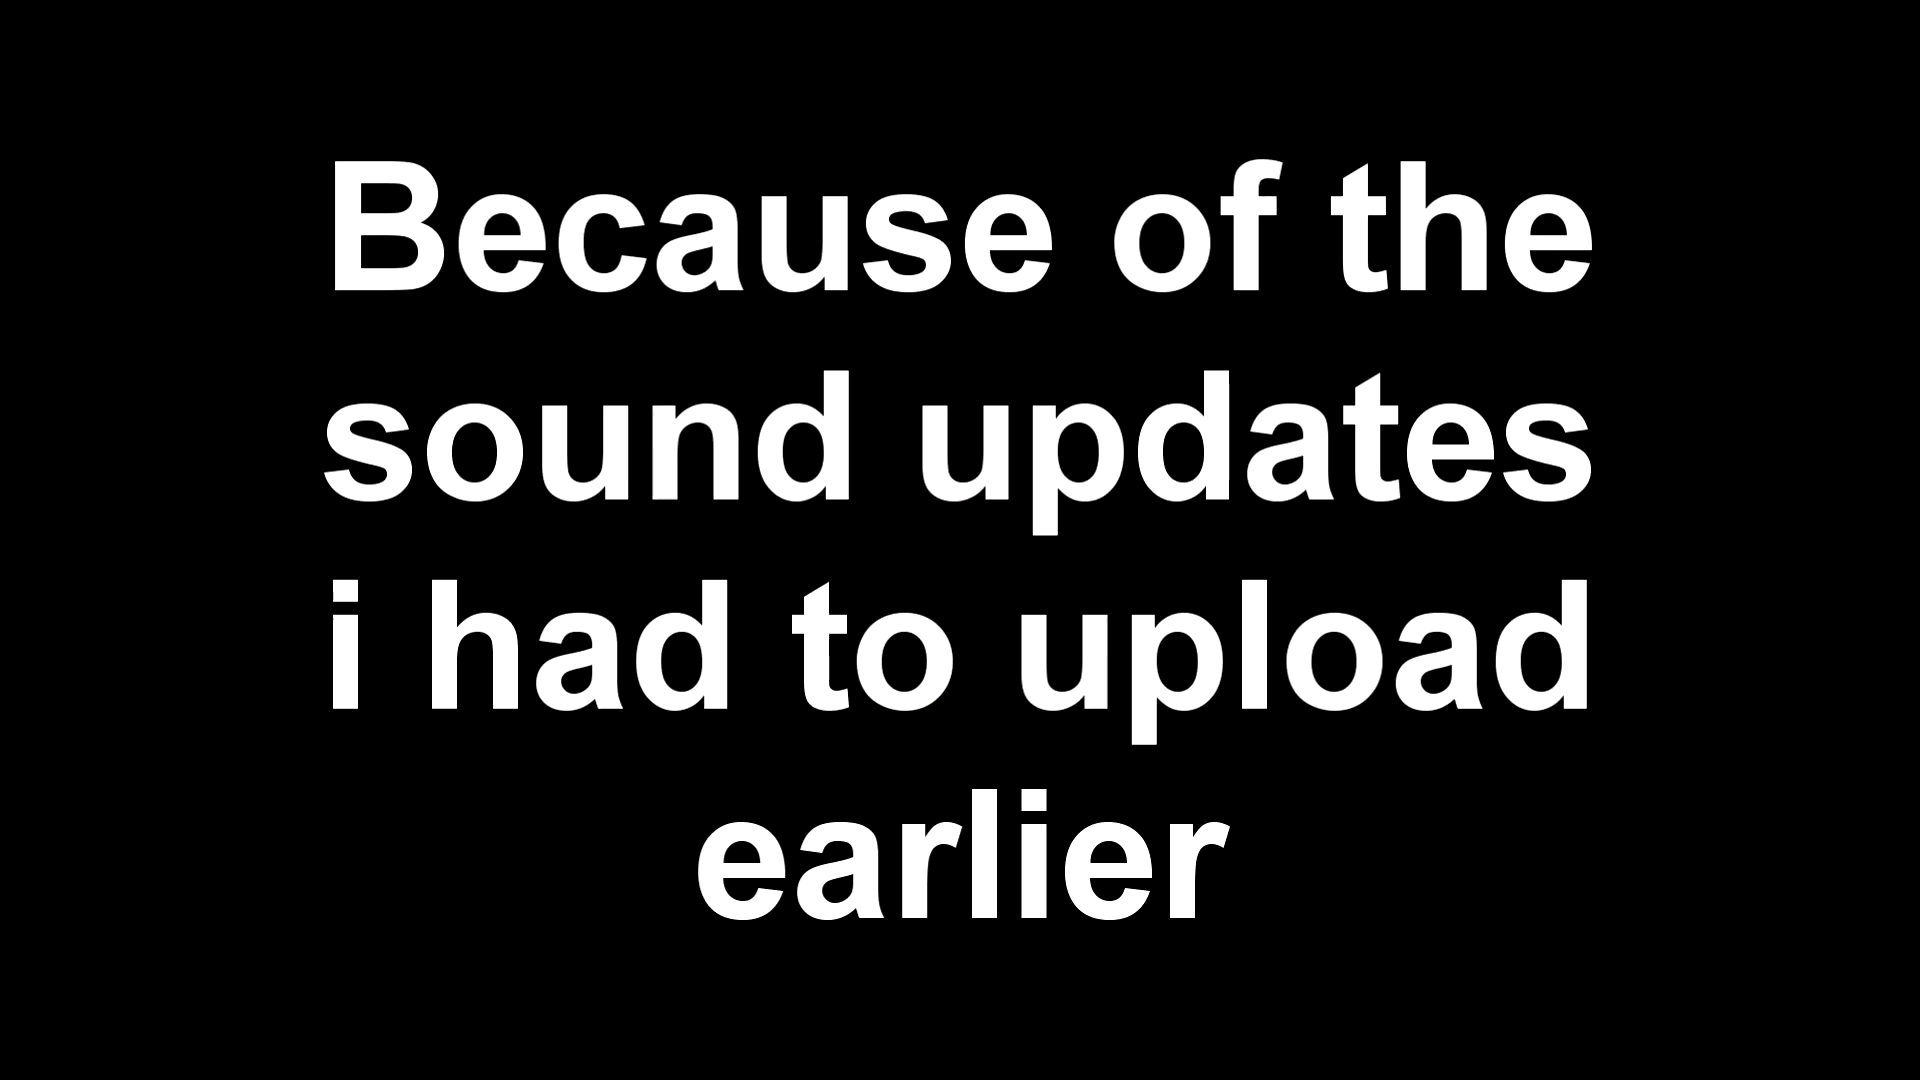 Because of the
sound updates
i had to upload
earlier